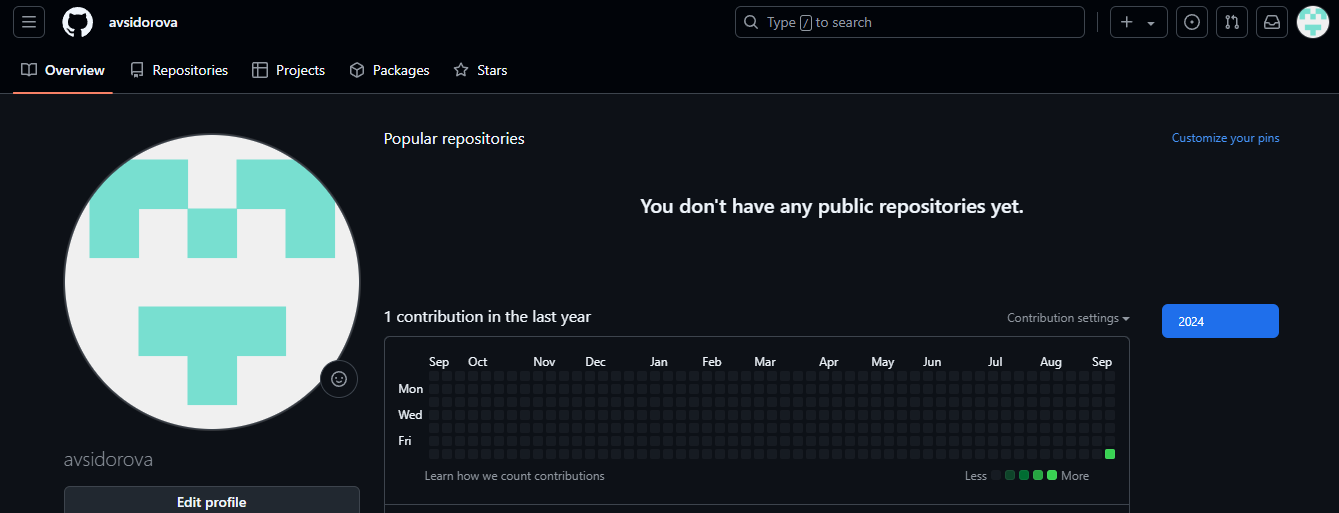 avsidorova
Type / to search
Overview Repositories Projects Packages Stars
Popular repositories
Customize your pins
You don't have any public repositories yet.
1 contribution in the last year
Contribution settings
2024
Sep Oct Nov Dec Jan Feb Mar Apr May Jun Jul Aug Sep
Mon
Wed
Fri
Learn how we count contributions
Less More
avsidorova
Edit profile